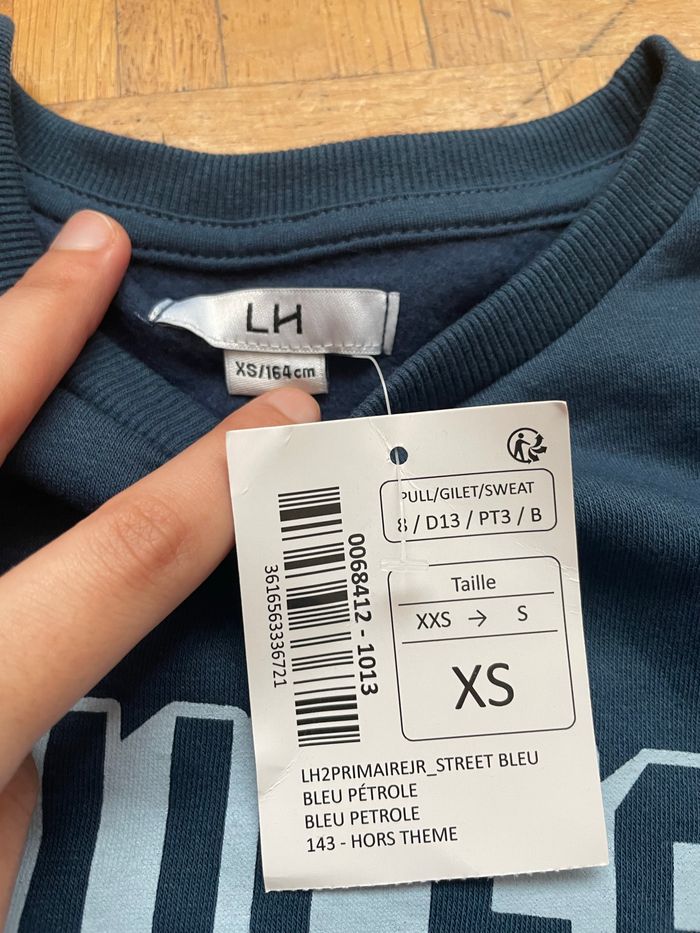 LH
XS/164cm
PULL/GILET/SWEAT
8 / D13 / PT3 / B
Taille
XXS → S
XS
0068412 - 1013
3616563336721
LH2PRIMAIREJR_STREET BLEU
BLEU PÉTROLE
BLEU PETROLE
143 - HORS THEME